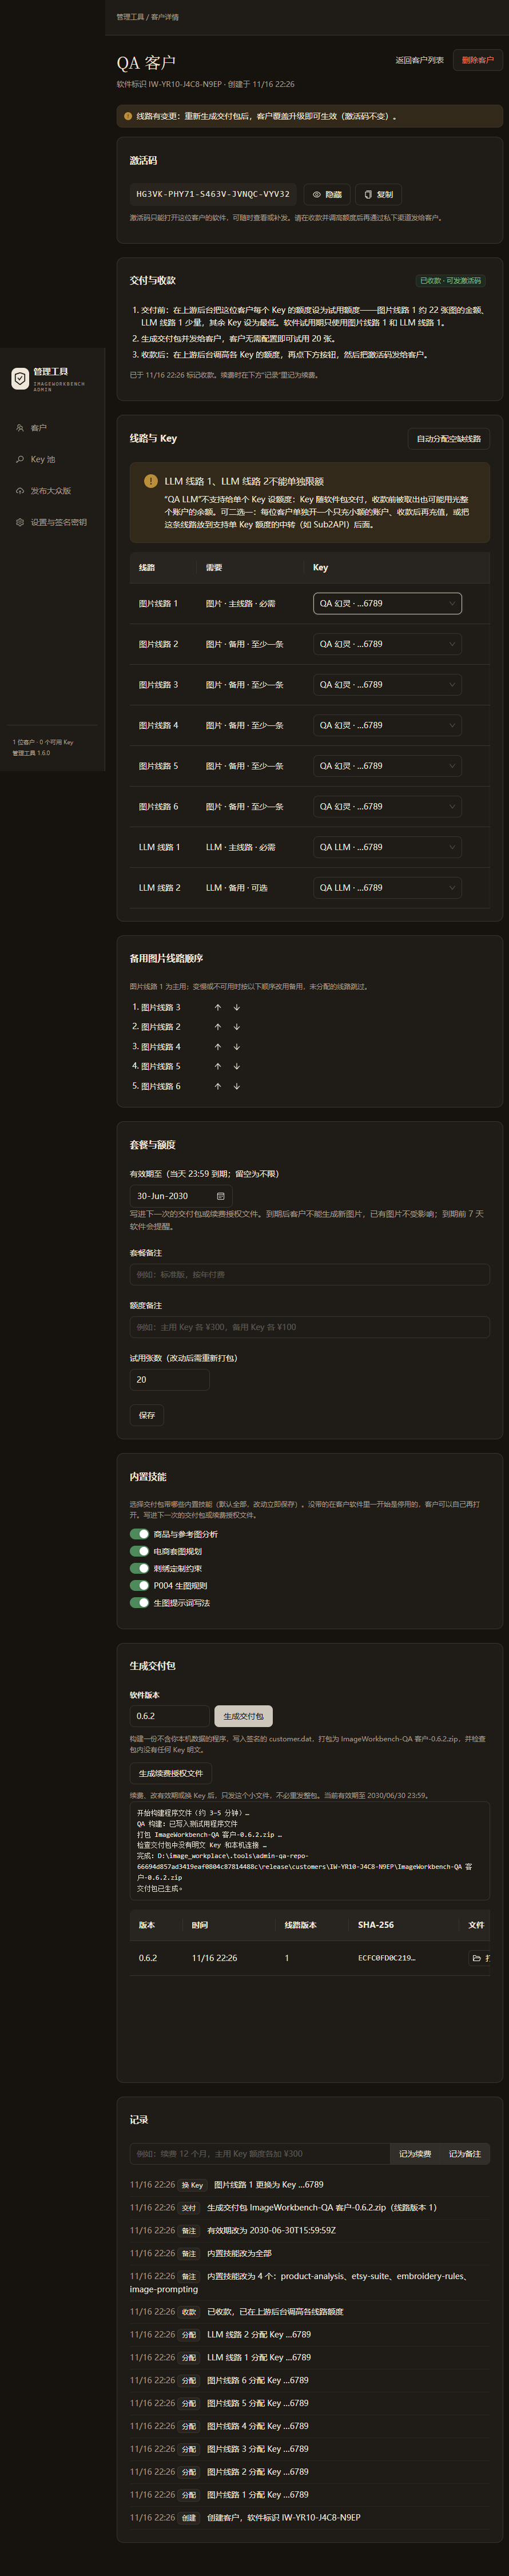 管理工具 / 客户详情
QA 客户
返回客户列表
删除客户
软件标识 IW-YR10-J4C8-N9EP · 创建于 11/16 22:26
线路有变更：重新生成交付包后，客户覆盖升级即可生效（激活码不变）。
激活码
HG3VK-PHY71-S463V-JVNQC-VYV32
隐藏
复制
激活码只能打开这位客户的软件，可随时查看或补发。请在收款并调高额度后再通过私下渠道发给客户。
交付与收款
已收款 · 可发激活码
1. 交付前：在上游后台把这位客户每个 Key 的额度设为试用额度——图片线路 1 约 22 张图的金额、
LLM 线路 1 少量，其余 Key 设为最低。软件试用期只使用图片线路 1 和 LLM 线路 1。
2. 生成交付包并发给客户，客户无需配置即可试用 20 张。
3. 收款后：在上游后台调高各 Key 的额度，再点下方按钮，然后把激活码发给客户。
已于 11/16 22:26 标记收款。续费时在下方“记录”里记为续费。
管理工具
IMAGEWORKBENCH
ADMIN
客户
Key 池
发布大众版
设置与签名密钥
1 位客户 · 0 个可用 Key
管理工具 1.6.0
线路与 Key
自动分配空缺线路
LLM 线路 1、LLM 线路 2不能单独限额
“QA LLM”不支持给单个 Key 设额度：Key 随软件包交付，收款前被取出也可能用光整
个账户的余额。可二选一：每位客户单独开一个只充小额的账户、收款后再充值，或把
这条线路放到支持单 Key 额度的中转（如 Sub2API）后面。
线路 需要 Key
图片线路 1 图片 · 主线路 · 必需 QA 幻灵 · …6789
图片线路 2 图片 · 备用 · 至少一条 QA 幻灵 · …6789
图片线路 3 图片 · 备用 · 至少一条 QA 幻灵 · …6789
图片线路 4 图片 · 备用 · 至少一条 QA 幻灵 · …6789
图片线路 5 图片 · 备用 · 至少一条 QA 幻灵 · …6789
图片线路 6 图片 · 备用 · 至少一条 QA 幻灵 · …6789
LLM 线路 1 LLM · 主线路 · 必需 QA LLM · …6789
LLM 线路 2 LLM · 备用 · 可选 QA LLM · …6789
备用图片线路顺序
图片线路 1 为主用；变慢或不可用时按以下顺序改用备用，未分配的线路跳过。
1. 图片线路 3 ↑ ↓
2. 图片线路 2 ↑ ↓
3. 图片线路 4 ↑ ↓
4. 图片线路 5 ↑ ↓
5. 图片线路 6 ↑ ↓
套餐与额度
有效期至（当天 23:59 到期；留空为不限）
30-Jun-2030
写进下一次的交付包或续费授权文件。到期后客户不能生成新图片，已有图片不受影响；到期前 7 天
软件会提醒。
套餐备注
例如：标准版，按年付费
额度备注
例如：主用 Key 各 ¥300，备用 Key 各 ¥100
试用张数（改动后需重新打包）
20
保存
内置技能
选择交付包带哪些内置技能（默认全部，改动立即保存）。没带的在客户软件里一开始是停用的，客户可以自己再打
开。写进下一次的交付包或续费授权文件。
商品与参考图分析
电商套图规划
刺绣定制约束
P004 生图规则
生图提示词写法
生成交付包
软件版本
0.6.2
生成交付包
构建一份不含你本机数据的程序，写入签名的 customer.dat，打包为 ImageWorkbench-QA 客户-0.6.2.zip，并检查
包内没有任何 Key 明文。
生成续费授权文件
续费、改有效期或换 Key 后，只发这个小文件，不必重发整包。当前有效期至 2030/06/30 23:59。
开始构建程序文件（约 3-5 分钟）…
QA 构建：已写入测试用程序文件
打包 ImageWorkbench-QA 客户-0.6.2.zip …
检查交付包中没有明文 Key 和本机连接 …
完成：D:\image_workplace\.tools\admin-qa-repo-
66694d857ad3419eaf0804c87814488c\release\customers\IW-YR10-J4C8-N9EP\ImageWorkbench-QA 客
户-0.6.2.zip
交付包已生成。
版本 时间 线路版本 SHA-256 文件
0.6.2 11/16 22:26 1 ECFC0FD0C219…
记录
例如：续费 12 个月，主用 Key 额度各加 ¥300
记为续费
记为备注
11/16 22:26 换 Key 图片线路 1 更换为 Key …6789
11/16 22:26 交付 生成交付包 ImageWorkbench-QA 客户-0.6.2.zip（线路版本 1）
11/16 22:26 备注 有效期改为 2030-06-30T15:59:59Z
11/16 22:26 备注 内置技能改为全部
11/16 22:26 备注 内置技能改为 4 个：product-analysis、etsy-suite、embroidery-rules、
image-prompting
11/16 22:26 收款 已收款，已在上游后台调高各线路额度
11/16 22:26 分配 LLM 线路 2 分配 Key …6789
11/16 22:26 分配 LLM 线路 1 分配 Key …6789
11/16 22:26 分配 图片线路 6 分配 Key …6789
11/16 22:26 分配 图片线路 5 分配 Key …6789
11/16 22:26 分配 图片线路 4 分配 Key …6789
11/16 22:26 分配 图片线路 3 分配 Key …6789
11/16 22:26 分配 图片线路 2 分配 Key …6789
11/16 22:26 分配 图片线路 1 分配 Key …6789
11/16 22:26 创建 创建客户，软件标识 IW-YR10-J4C8-N9EP